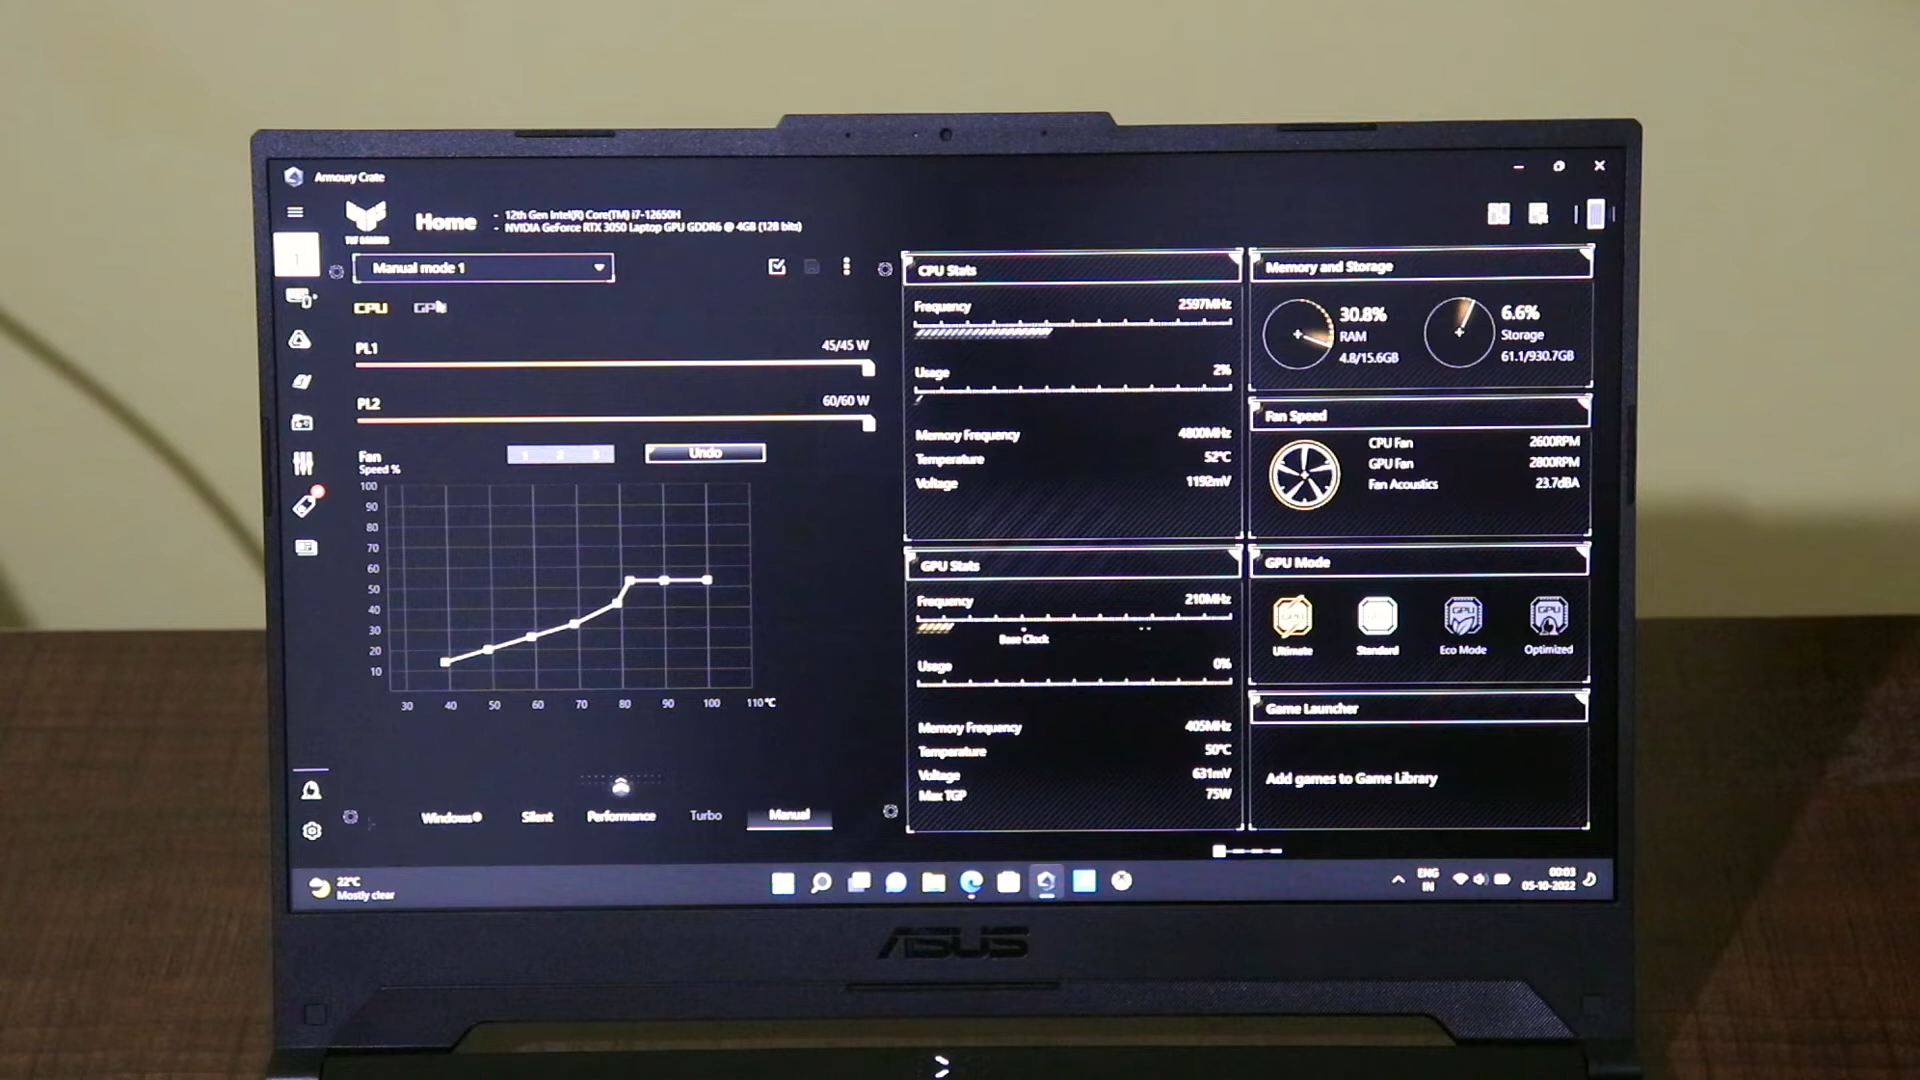 Armoury Crate
TUF GAMING
Home
- 12th Gen Intel(R) Core(TM) i7-12650H
- NVIDIA GeForce RTX 3050 Laptop GPU GDDR6 @ 4GB (128 bits)
1
Manual mode 1
CPU GPU
PL1 45/45 W
PL2 60/60 W
Fan
Speed %
1 2 3
Undo
100
90
80
70
60
50
40
30
20
10
30 40 50 60 70 80 90 100 110 °C
Windows® Silent Performance Turbo Manual
CPU Stats
Frequency 2597MHz
Usage 2%
Memory Frequency 4800MHz
Temperature 52°C
Voltage 1192mV
GPU Stats
Frequency 210MHz
Base Clock
Usage 0%
Memory Frequency 405MHz
Temperature 50°C
Voltage 631mV
Max TGP 75W
Memory and Storage
30.8%
RAM
4.8/15.6GB
6.6%
Storage
61.1/930.7GB
Fan Speed
CPU Fan 2600RPM
GPU Fan 2800RPM
Fan Acoustics 23.7dBA
GPU Mode
Ultimate Standard Eco Mode Optimized
Game Launcher
Add games to Game Library
22°C
Mostly clear
ENG
IN
00:03
05-10-2022
ASUS